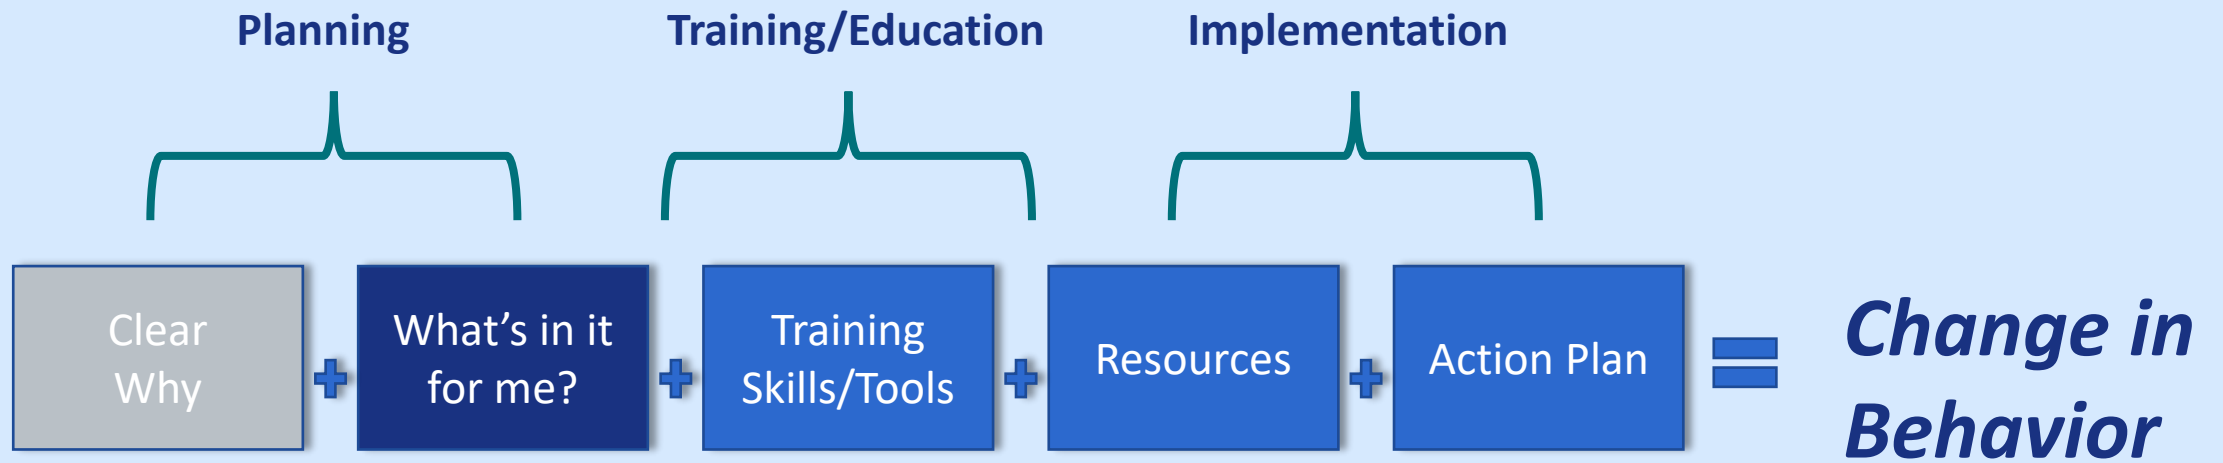 Planning
Training/Education
Implementation
Clear
Why
What's in it
for me?
Training
Skills/Tools
Resources
Action Plan
Change in
Behavior